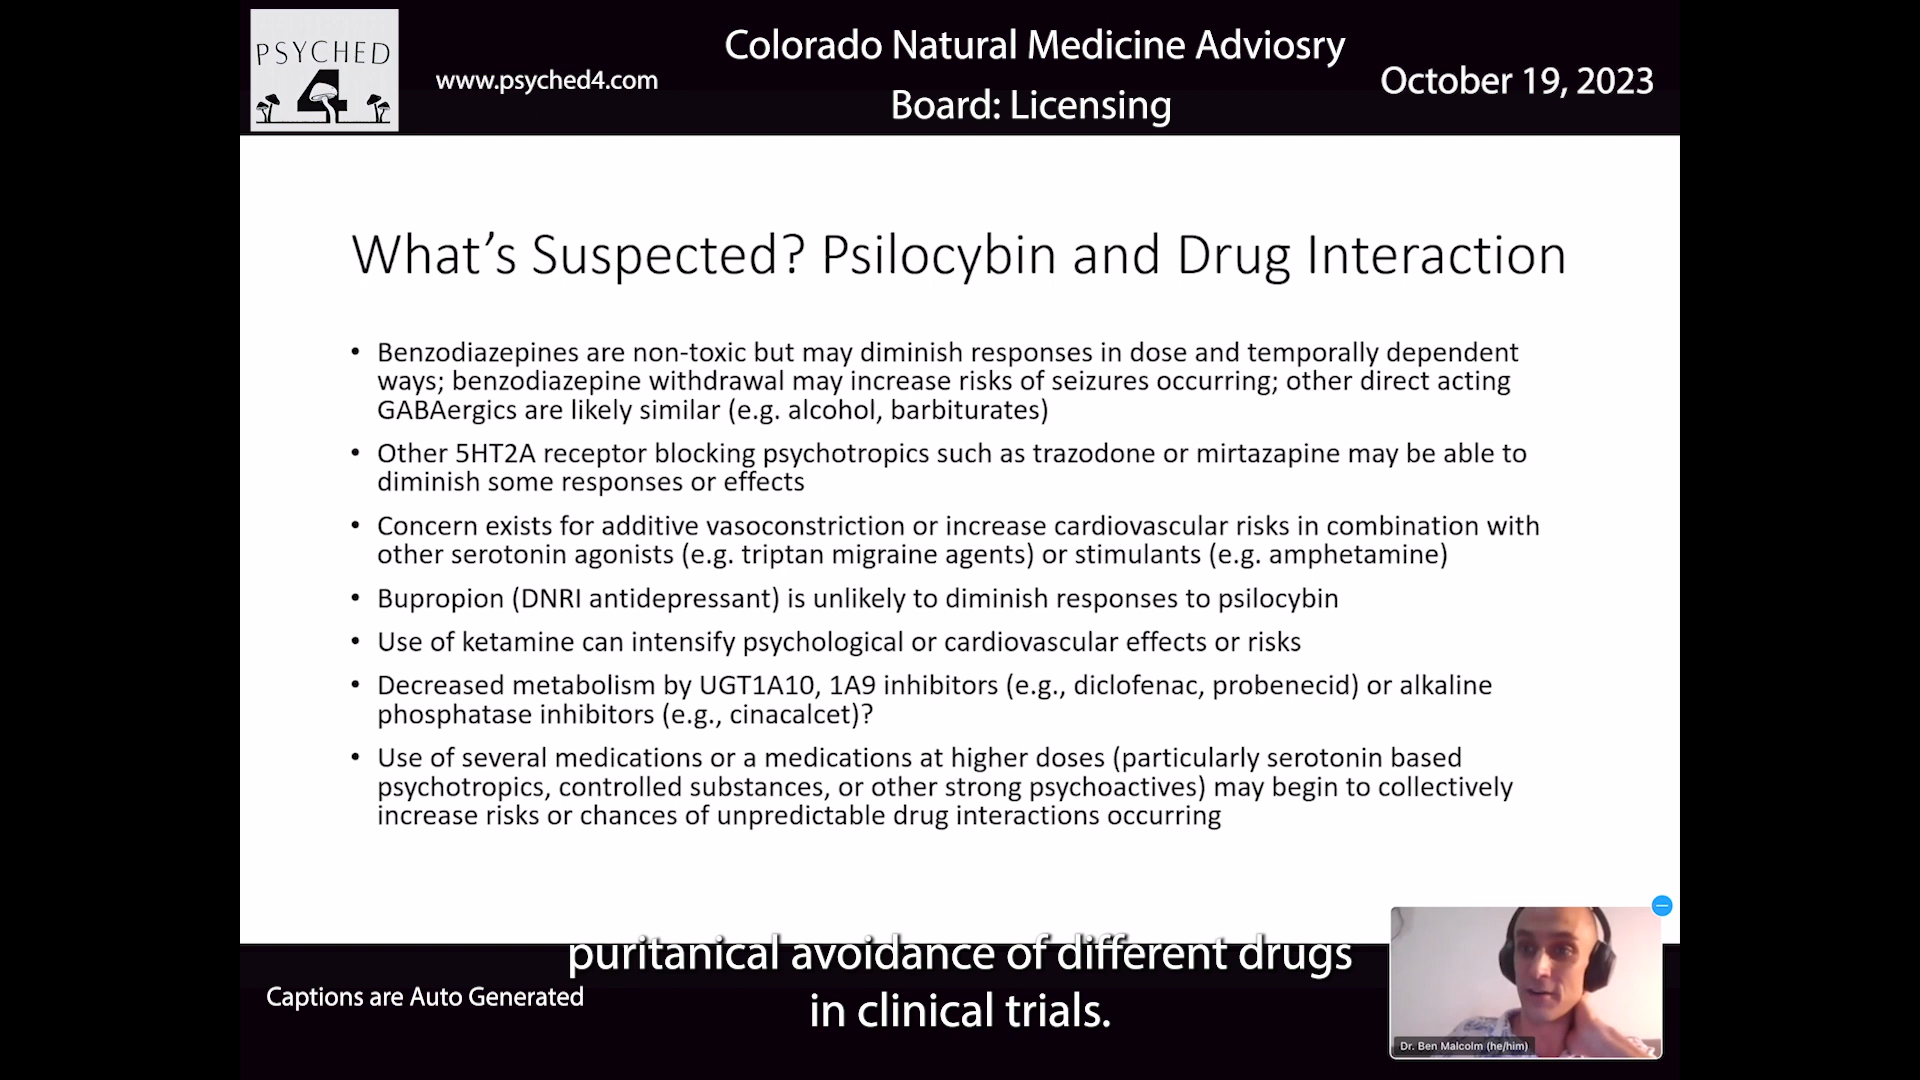 PSYCHED
4
www.psyched4.com
Colorado Natural Medicine Adviosry
Board: Licensing
October 19, 2023
What's Suspected? Psilocybin and Drug Interaction
• Benzodiazepines are non-toxic but may diminish responses in dose and temporally dependent
ways; benzodiazepine withdrawal may increase risks of seizures occurring; other direct acting
GABAergics are likely similar (e.g. alcohol, barbiturates)
• Other 5HT2A receptor blocking psychotropics such as trazodone or mirtazapine may be able to
diminish some responses or effects
• Concern exists for additive vasoconstriction or increase cardiovascular risks in combination with
other serotonin agonists (e.g. triptan migraine agents) or stimulants (e.g. amphetamine)
• Bupropion (DNRI antidepressant) is unlikely to diminish responses to psilocybin
• Use of ketamine can intensify psychological or cardiovascular effects or risks
• Decreased metabolism by UGT1A10, 1A9 inhibitors (e.g., diclofenac, probenecid) or alkaline
phosphatase inhibitors (e.g., cinacalcet)?
• Use of several medications or a medications at higher doses (particularly serotonin based
psychotropics, controlled substances, or other strong psychoactives) may begin to collectively
increase risks or chances of unpredictable drug interactions occurring
puritanical avoidance of different drugs
in clinical trials.
Captions are Auto Generated
Dr. Ben Malcolm (he/him)